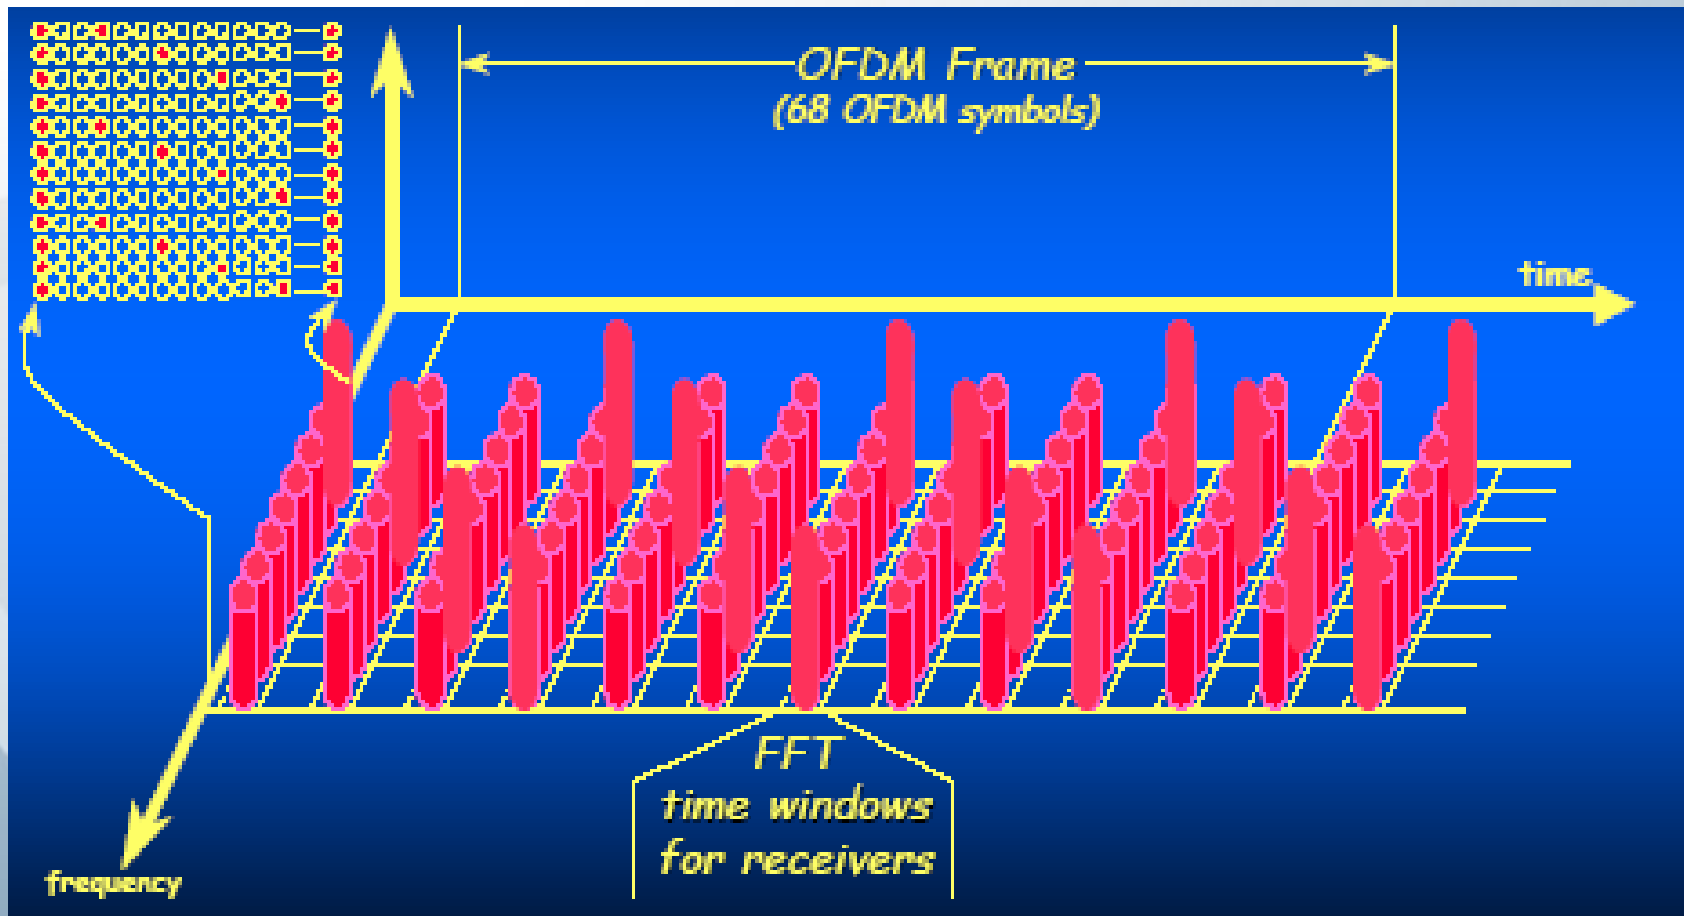 OFDM Frame
(68 OFDM symbols)
time
FFT
time windows
for receivers
frequency